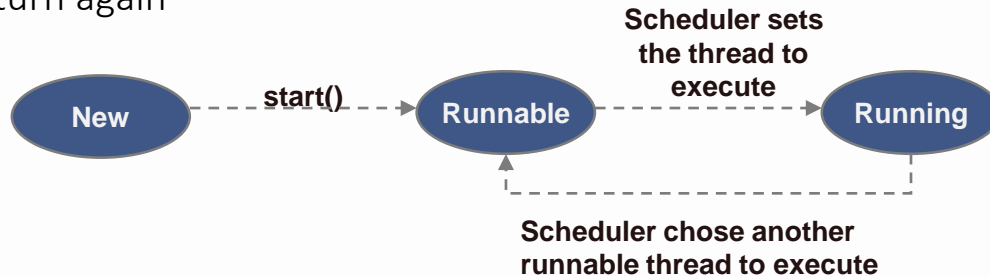 turn again
Scheduler sets
the thread to
execute
New
start()
Runnable
Running
Scheduler chose another
runnable thread to execute